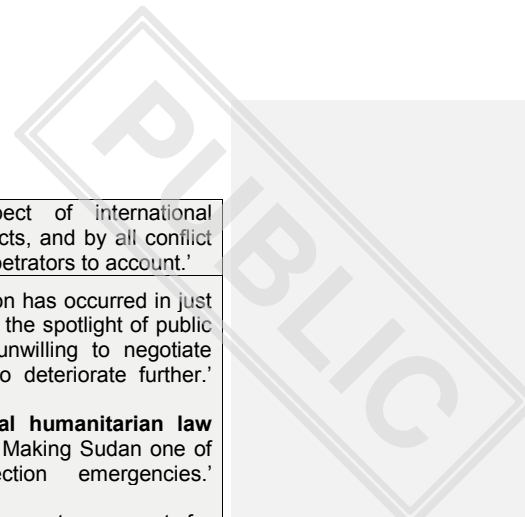 PUBLIC
pect of international
cts, and by all conflict
petrators to account.’
on has occurred in just
the spotlight of public
unwilling to negotiate
o deteriorate further.’
al humanitarian law
Making Sudan one of
ction emergencies.’